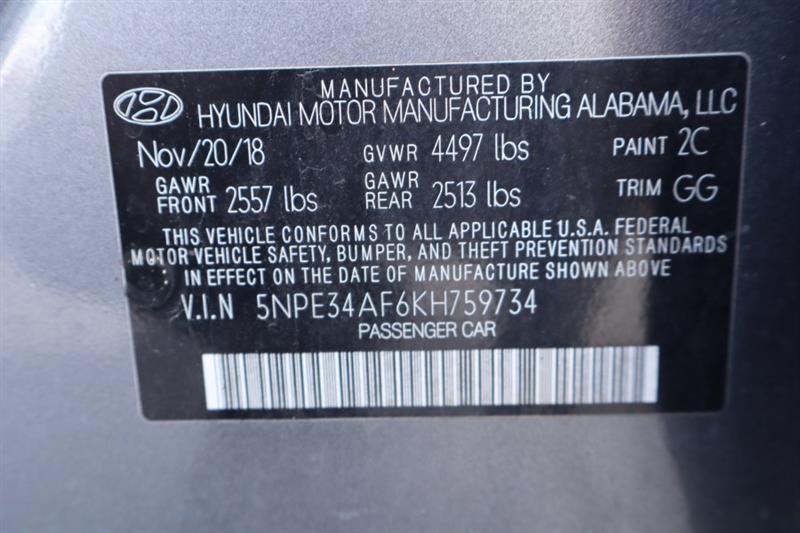 MANUFACTURED BY
HYUNDAI MOTOR MANUFACTURING ALABAMA, LLC
Nov/20/18 GVWR 4497 lbs PAINT 2C
GAWR FRONT 2557 lbs GAWR REAR 2513 lbs TRIM GG
THIS VEHICLE CONFORMS TO ALL APPLICABLE U.S.A. FEDERAL
MOTOR VEHICLE SAFETY, BUMPER, AND THEFT PREVENTION STANDARDS
IN EFFECT ON THE DATE OF MANUFACTURE SHOWN ABOVE.
V.I.N 5NPE34AF6KH759734
PASSENGER CAR